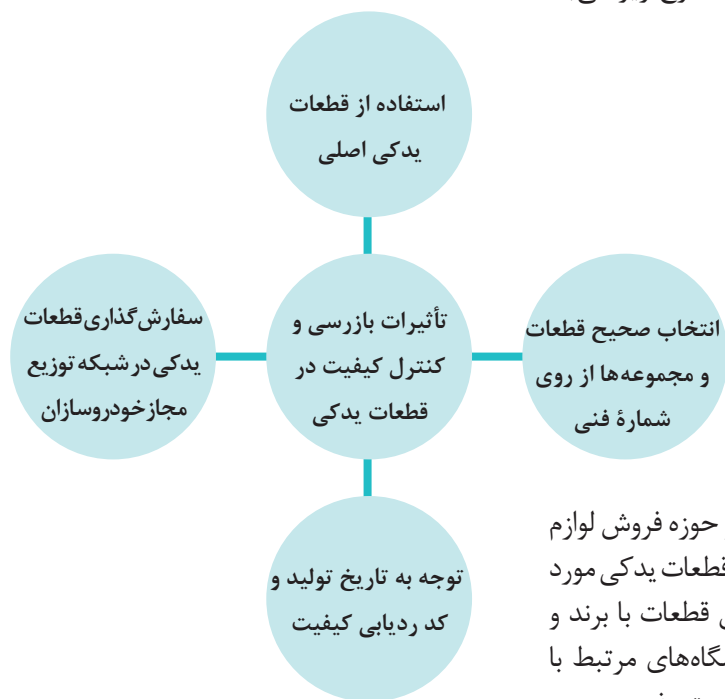 استفاده از قطعات
یدکی اصلی
انتخاب صحیح قطعات
و مجموعه‌ها از روی
شمارهٔ فنی
تأثیرات بازرسی و
کنترل کیفیت در
قطعات یدکی
سفارش‌گذاری قطعات
یدکی در شبکه توزیع
مجاز خودروسازان
توجه به تاریخ تولید و
کد ردیابی کیفیت
حوزه فروش لوازم
قطعات یدکی مورد
قطعات با برند و
مرتبط با